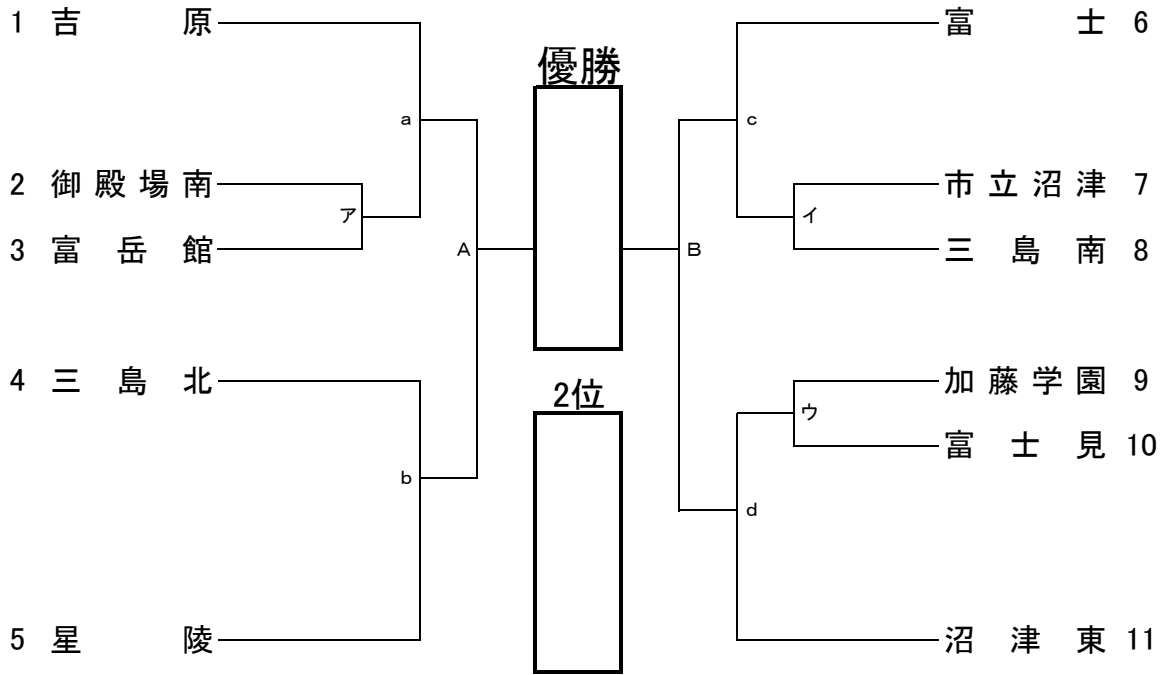 1 吉原
2 御殿場南
3 富岳館
4 三島北
5 星陵
ア
a
b
A
優勝
2位
B
c
d
イ
ウ
富士 6
市立沼津 7
三島南 8
加藤学園 9
富士見 10
沼津東 11